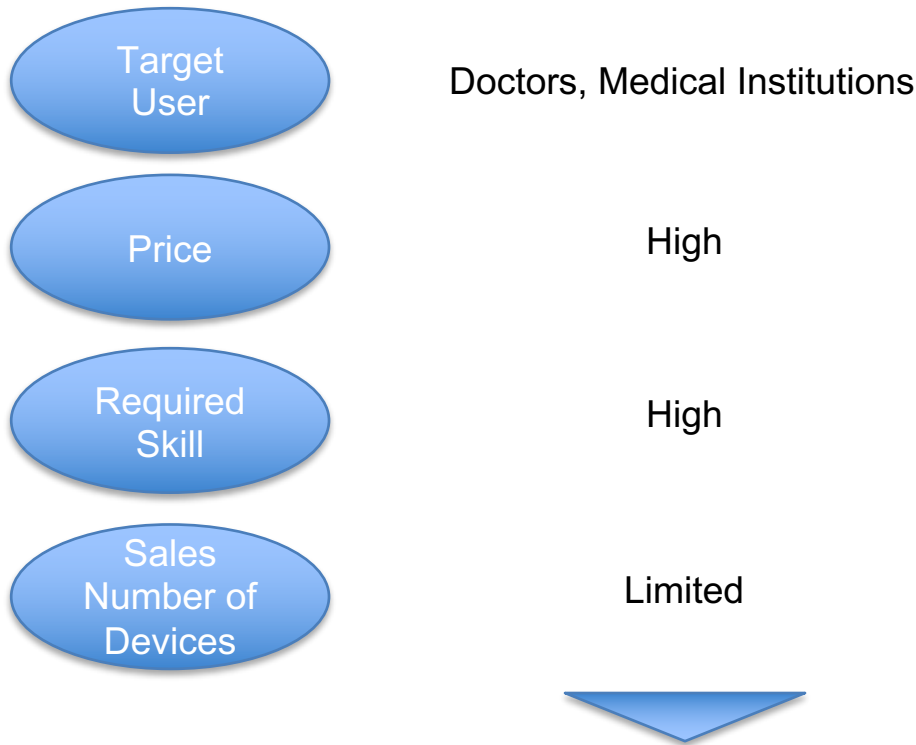 Target
User
Doctors, Medical Institutions
Price
High
Required
Skill
High
Sales
Number of
Devices
Limited